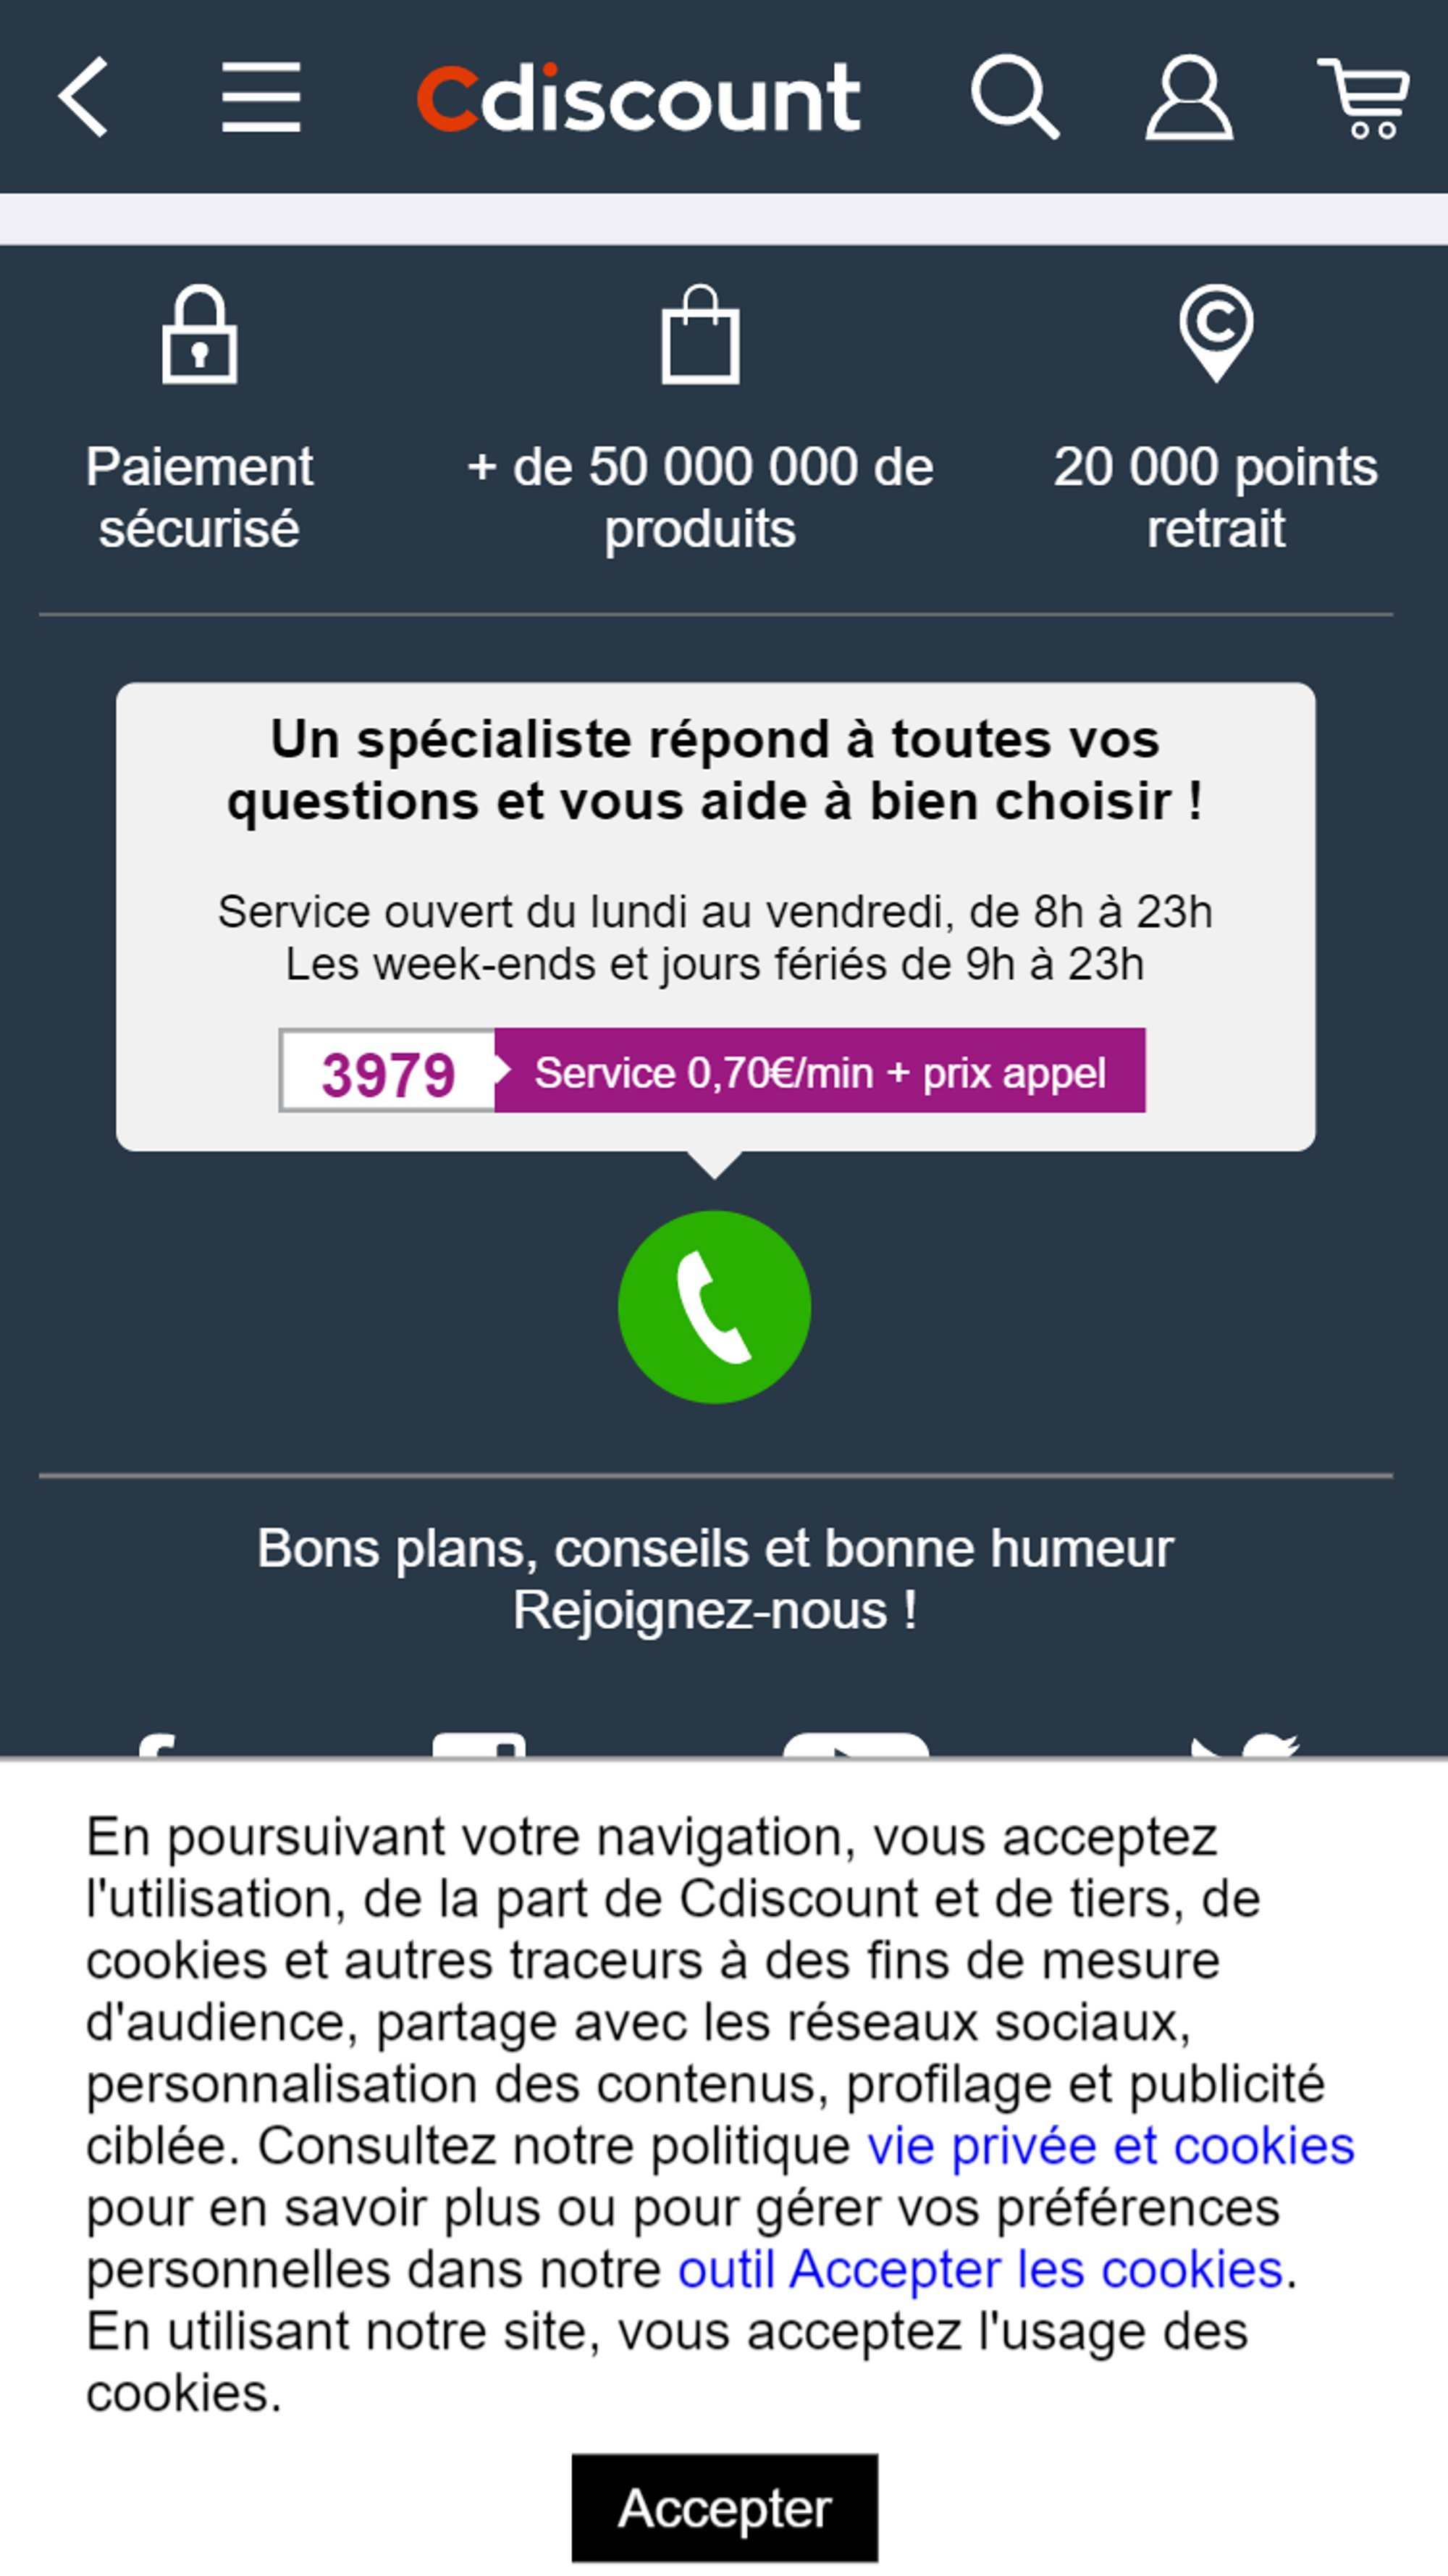 Cdiscount
Paiement
sécurisé
+ de 50 000 000 de
produits
20 000 points
retrait
Un spécialiste répond à toutes vos
questions et vous aide à bien choisir !
Service ouvert du lundi au vendredi, de 8h à 23h
Les week-ends et jours fériés de 9h à 23h
3979 Service 0,70€/min + prix appel
Bons plans, conseils et bonne humeur
Rejoignez-nous !
En poursuivant votre navigation, vous acceptez
l'utilisation, de la part de Cdiscount et de tiers, de
cookies et autres traceurs à des fins de mesure
d'audience, partage avec les réseaux sociaux,
personnalisation des contenus, profilage et publicité
ciblée. Consultez notre politique vie privée et cookies
pour en savoir plus ou pour gérer vos préférences
personnelles dans notre outil Accepter les cookies.
En utilisant notre site, vous acceptez l'usage des
cookies.
Accepter